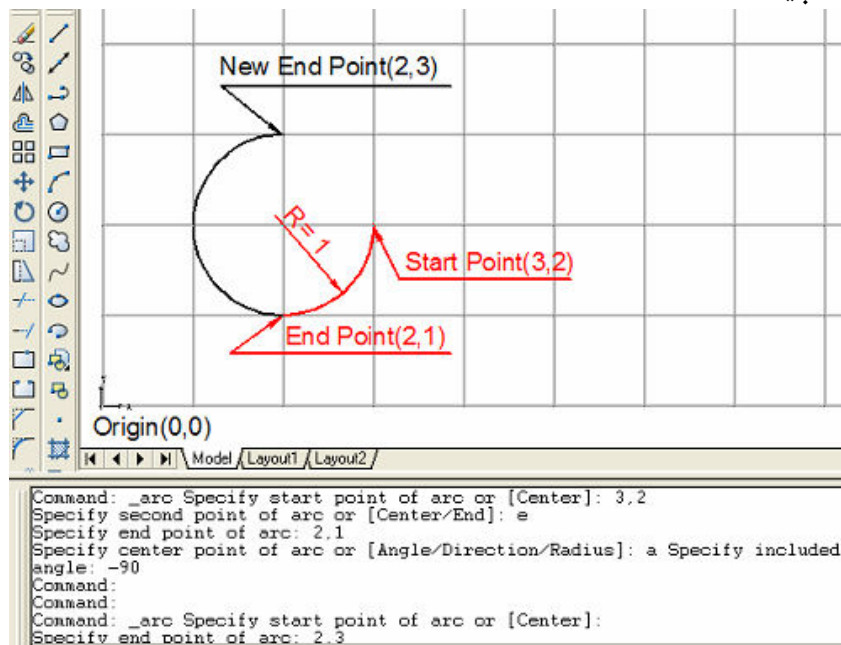 New End Point(2,3)
R= 1
Start Point(3,2)
End Point(2,1)
Origin(0,0)
Model Layout1 Layout2
Command: _arc Specify start point of arc or [Center]: 3,2
Specify second point of arc or [Center/End]: e
Specify end point of arc: 2,1
Specify center point of arc or [Angle/Direction/Radius]: a Specify included
angle: -90
Command:
Command:
Command: _arc Specify start point of arc or [Center]:
Specify end point of arc: 2,3